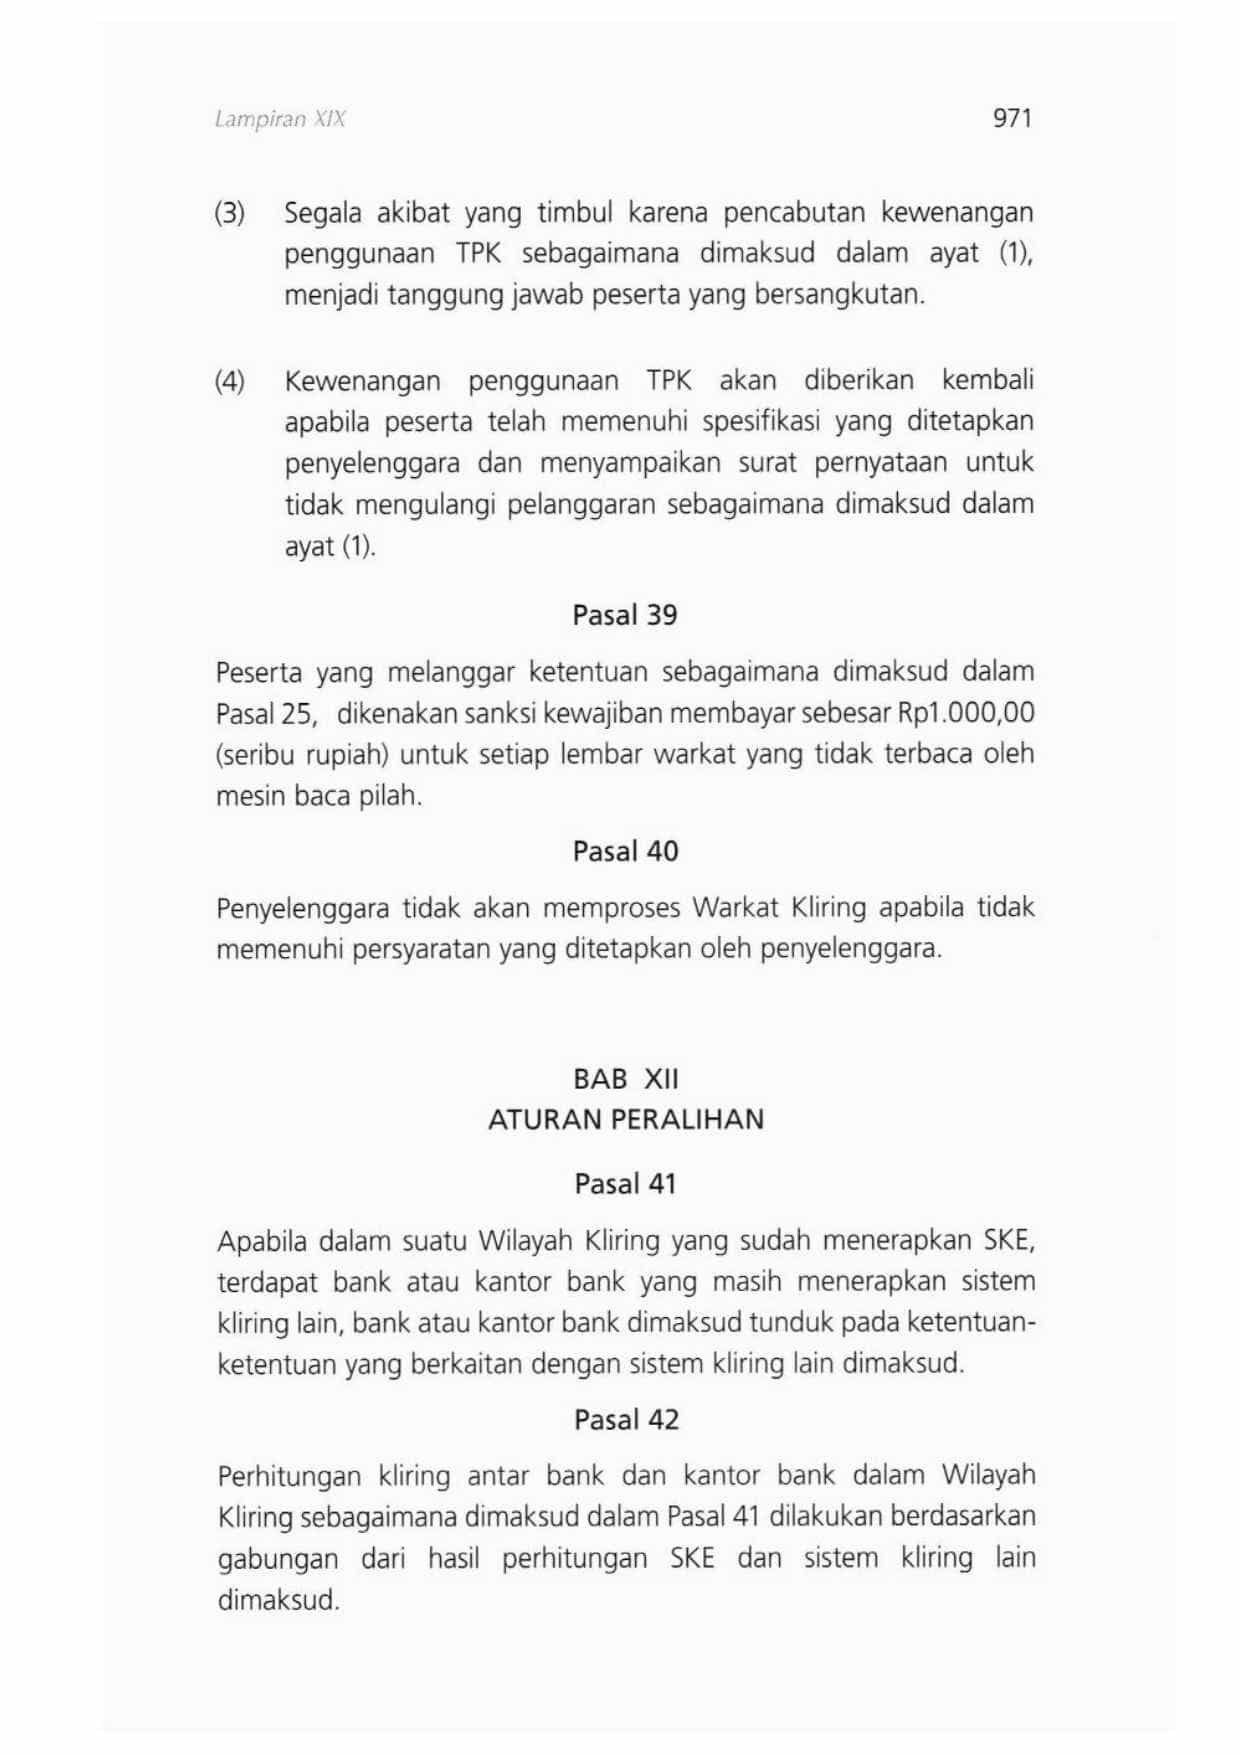 Lampiran XIX 971
(3) Segala akibat yang timbul karena pencabutan kewenangan
penggunaan TPK sebagaimana dimaksud dalam ayat (1),
menjadi tanggung jawab peserta yang bersangkutan.
(4) Kewenangan penggunaan TPK akan diberikan kembali
apabila peserta telah memenuhi spesifikasi yang ditetapkan
penyelenggara dan menyampaikan surat pernyataan untuk
tidak mengulangi pelanggaran sebagaimana dimaksud dalam
ayat (1).
Pasal 39
Peserta yang melanggar ketentuan sebagaimana dimaksud dalam
Pasal 25, dikenakan sanksi kewajiban membayar sebesar Rp1.000,00
(seribu rupiah) untuk setiap lembar warkat yang tidak terbaca oleh
mesin baca pilah.
Pasal 40
Penyelenggara tidak akan memproses Warkat Kliring apabila tidak
memenuhi persyaratan yang ditetapkan oleh penyelenggara.
BAB XII
ATURAN PERALIHAN
Pasal 41
Apabila dalam suatu Wilayah Kliring yang sudah menerapkan SKE,
terdapat bank atau kantor bank yang masih menerapkan sistem
kliring lain, bank atau kantor bank dimaksud tunduk pada ketentuan-
ketentuan yang berkaitan dengan sistem kliring lain dimaksud.
Pasal 42
Perhitungan kliring antar bank dan kantor bank dalam Wilayah
Kliring sebagaimana dimaksud dalam Pasal 41 dilakukan berdasarkan
gabungan dari hasil perhitungan SKE dan sistem kliring lain
dimaksud.